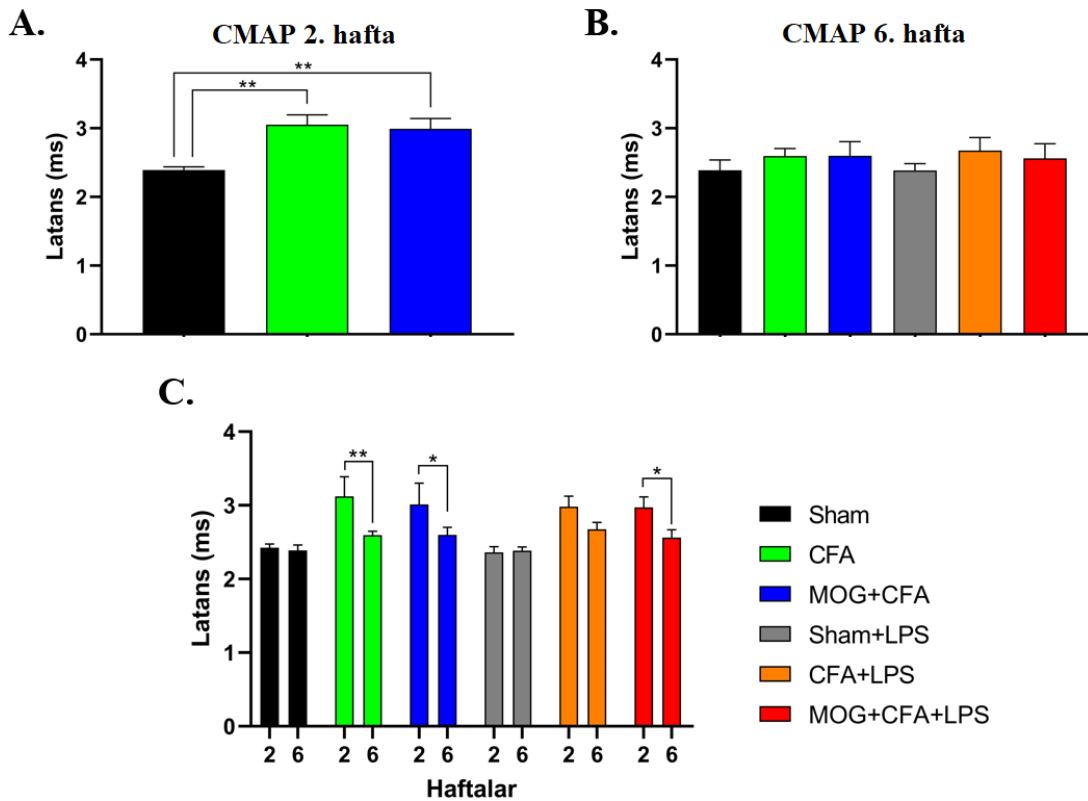 A.
CMAP 2. hafta
Latans (ms)
4
3
2
1
0
**
**
B.
CMAP 6. hafta
Latans (ms)
4
3
2
1
0
C.
Latans (ms)
4
3
2
1
0
**
*
*
2 6 2 6 2 6 2 6 2 6 2 6
Haftalar
Sham
CFA
MOG+CFA
Sham+LPS
CFA+LPS
MOG+CFA+LPS